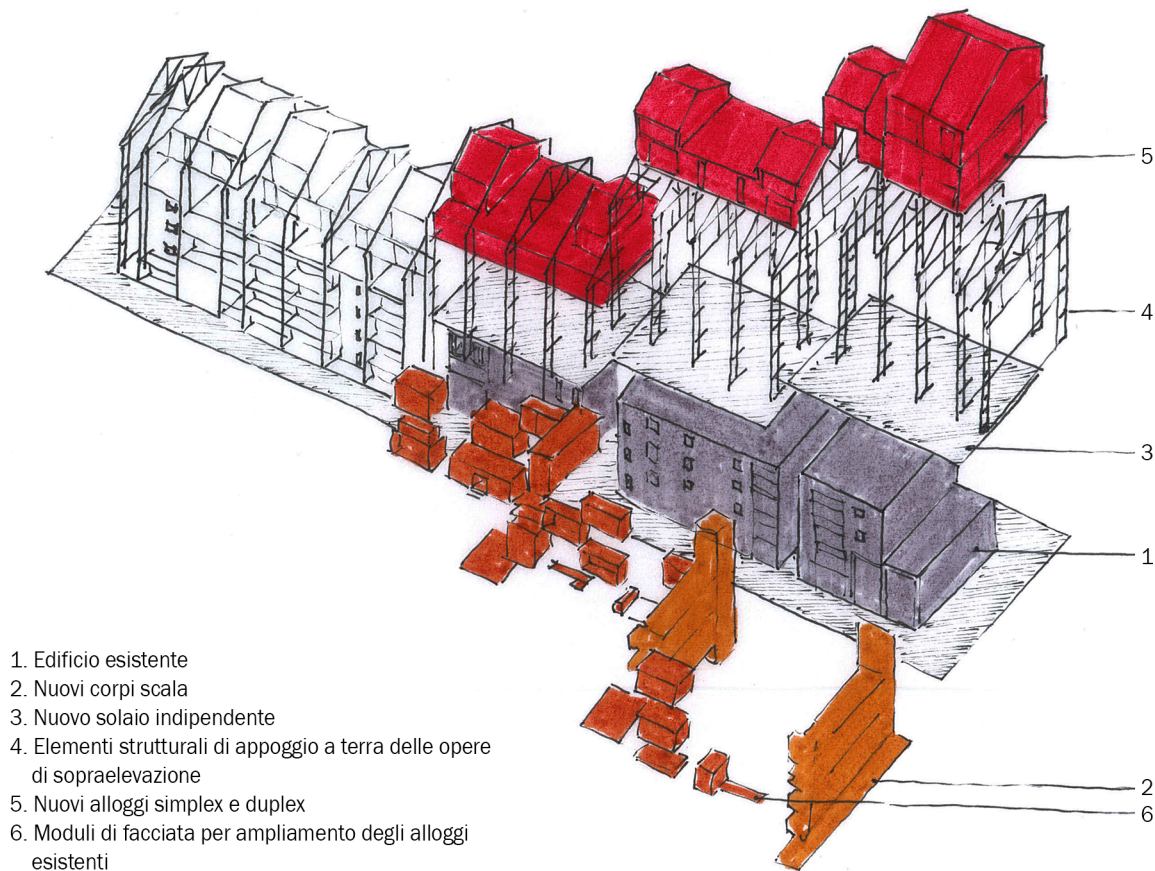 5
4
3
1
2
6
1. Edificio esistente
2. Nuovi corpi scala
3. Nuovo solaio indipendente
4. Elementi strutturali di appoggio a terra delle opere
di sopraelevazione
5. Nuovi alloggi simplex e duplex
6. Moduli di facciata per ampliamento degli alloggi
esistenti